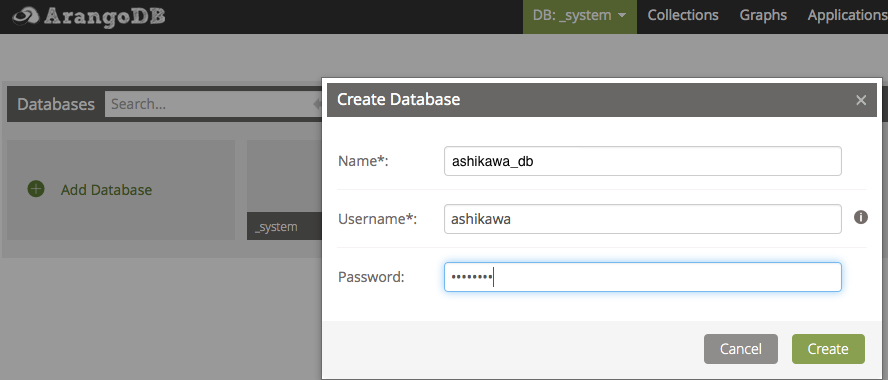 ArangoDB
DB: _system
Collections
Graphs
Applications
Databases
Search...
Create Database
Name*:
ashikawa_db
Add Database
Username*:
ashikawa
_system
Password:
••••••••
Cancel
Create